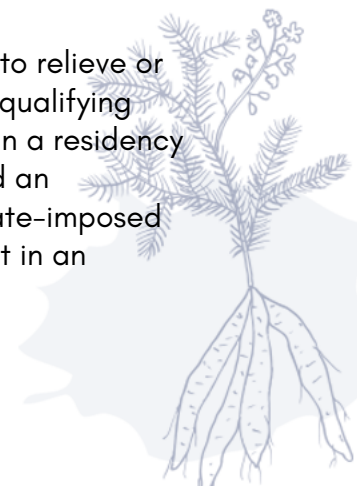 to relieve or
qualifying
n a residency
d an
ate-imposed
t in an